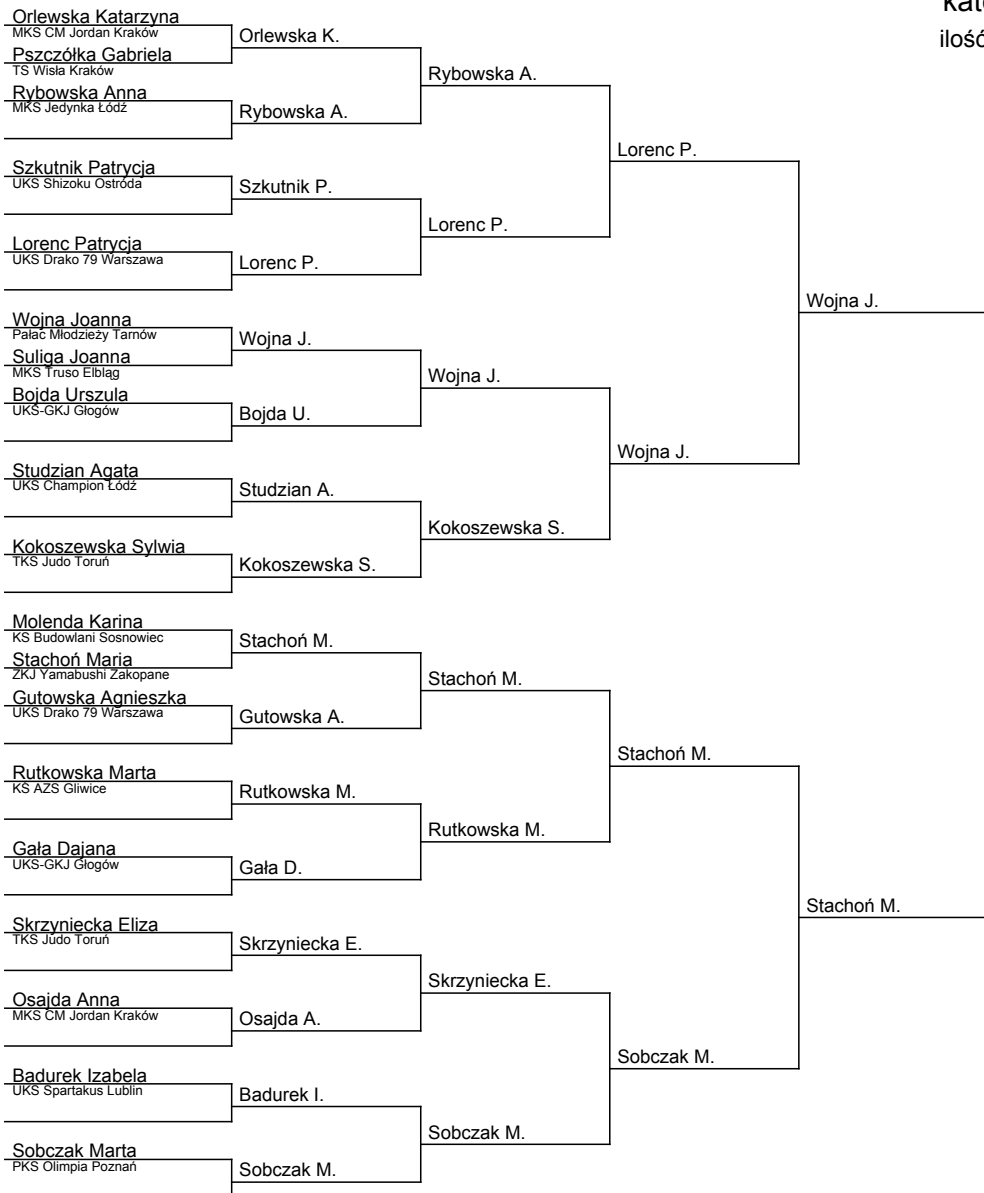 kat
ilość
Orlewska Katarzyna
MKS CM Jordan Kraków
Pszczółka Gabriela
TS Wisła Kraków
Rybowska Anna
MKS Jedynka Łódź
Szkutnik Patrycja
UKS Shizoku Ostróda
Lorenc Patrycja
UKS Drako 79 Warszawa
Wojna Joanna
Pałac Młodzieży Tarnów
Suliga Joanna
MKS Truso Elbląg
Bojda Urszula
UKS-GKJ Głogów
Studzian Agata
UKS Champion Łódź
Kokoszewska Sylwia
TKS Judo Toruń
Molenda Karina
KS Budowlani Sosnowiec
Stachoń Maria
ZKJ Yamabushi Zakopane
Gutowska Agnieszka
UKS Drako 79 Warszawa
Rutkowska Marta
KS AZS Gliwice
Gała Dajana
UKS-GKJ Głogów
Skrzyniecka Eliza
TKS Judo Toruń
Osajda Anna
MKS CM Jordan Kraków
Badurek Izabela
UKS Spartakus Lublin
Sobczak Marta
PKS Olimpia Poznań
Orlewska K.
Rybowska A.
Szkutnik P.
Lorenc P.
Wojna J.
Bojda U.
Studzian A.
Kokoszewska S.
Stachoń M.
Gutowska A.
Rutkowska M.
Gała D.
Skrzyniecka E.
Osajda A.
Badurek I.
Sobczak M.
Rybowska A.
Lorenc P.
Wojna J.
Kokoszewska S.
Stachoń M.
Rutkowska M.
Skrzyniecka E.
Sobczak M.
Lorenc P.
Wojna J.
Stachoń M.
Sobczak M.
Wojna J.
Stachoń M.